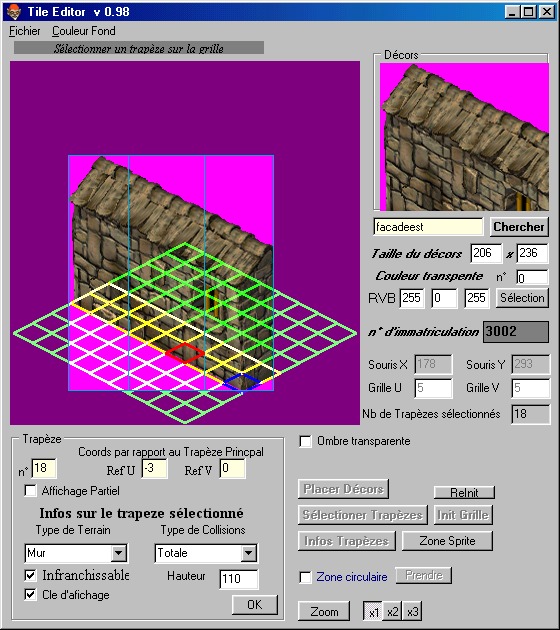 Tile Editor v 0.98
Fichier Couleur Fond
Sélectionner un trapèze sur la grille
Décors
facadeest Chercher
Taille du décors 206 x 236
Couleur transpente n° 0
RVB 255 0 255 Sélection
n° d'immatriculation 3002
Souris X 178 Souris Y 293
Grille U 5 Grille V 5
Nb de Trapèzes sélectionnés 18
Trapèze
Coords par rapport au Trapèze Princpal
n° 18 Ref U -3 Ref V 0
Affichage Partiel
Infos sur le trapeze sélectionné
Type de Terrain Type de Collisions
Mur Totale
Infranchissable Hauteur 110
Cle d'afichage
OK
Ombre transparente
Placer Décors ReInit
Sélectioner Trapèzes Init Grille
Infos Trapèzes Zone Sprite
Zone circulaire Prendre
Zoom x1 x2 x3